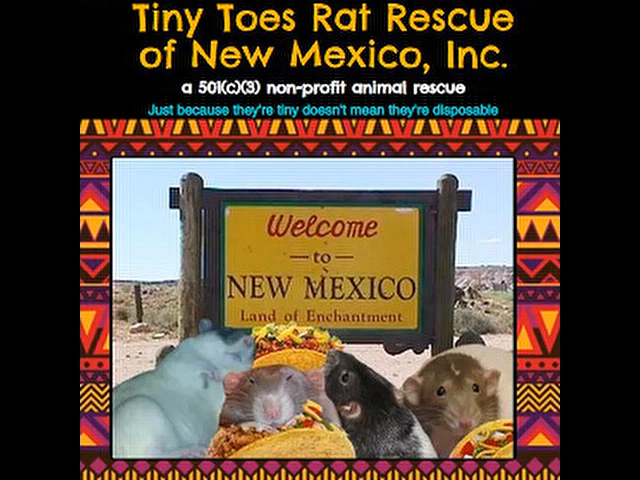 Tiny Toes Rat Rescue
of New Mexico, Inc.
a 501(c)(3) non-profit animal rescue
Just because they're tiny doesn't mean they're disposable
Welcome
to
NEW MEXICO
Land of Enchantment